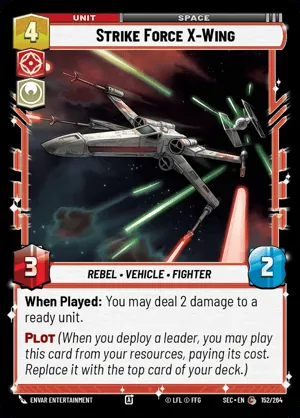 UNIT
SPACE
4
STRIKE FORCE X-WING
3
2
REBEL • VEHICLE • FIGHTER
When Played: You may deal 2 damage to a
ready unit.
PLOT (When you deploy a leader, you may play
this card from your resources, paying its cost.
Replace it with the top card of your deck.)
ENVAR ENTERTAINMENT
© LFL © FFG
SEC • EN C 152/264